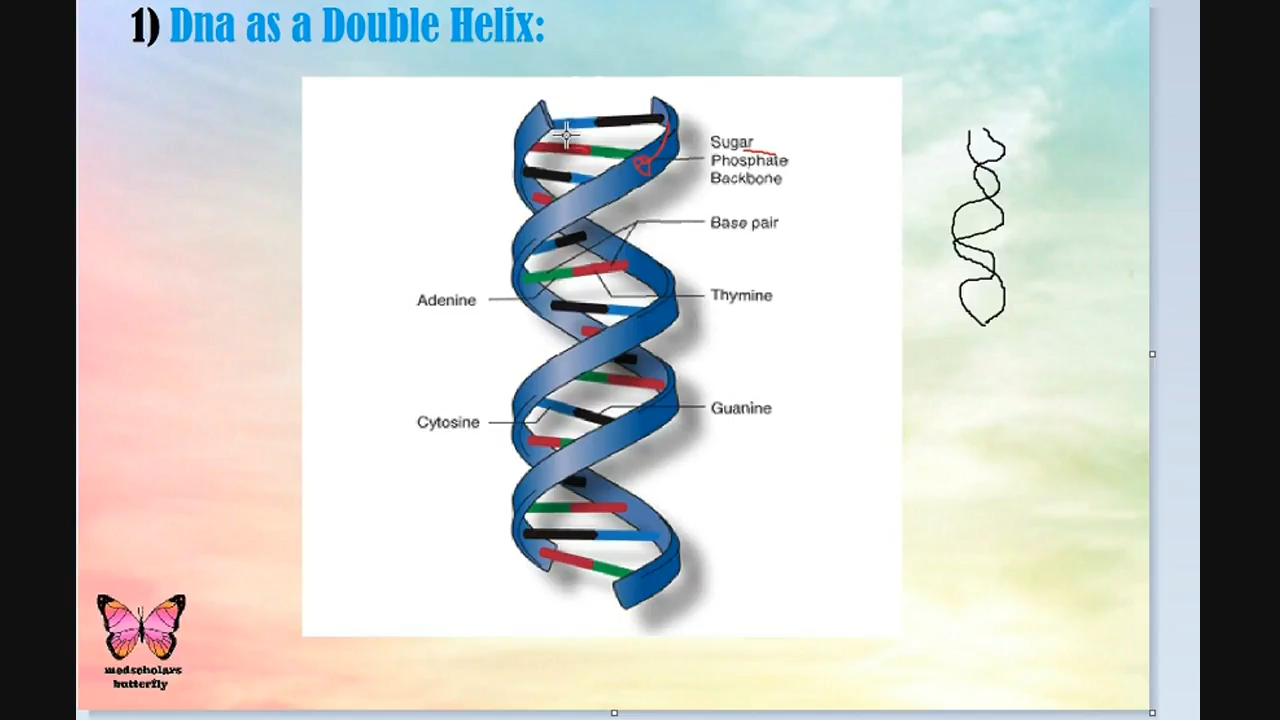 1) Dna as a Double Helix:
Sugar
Phosphate
Backbone
Base pair
Adenine
Thymine
Cytosine
Guanine
medscholars
butterfly